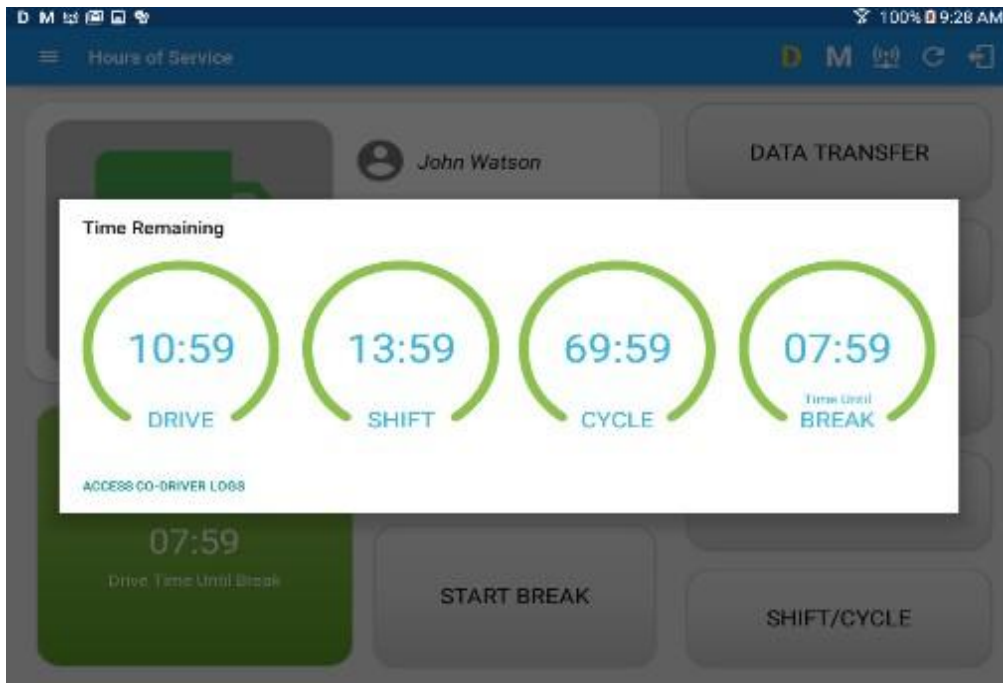 D M 100% 9:28 AM
Hours of Service D M
John Watson
DATA TRANSFER
Time Remaining
10:59
DRIVE
13:59
SHIFT
69:59
CYCLE
07:59
Time Until
BREAK
ACCESS CO-DRIVER LOGS
07:59
Drive Time Until Break
START BREAK
SHIFT/CYCLE